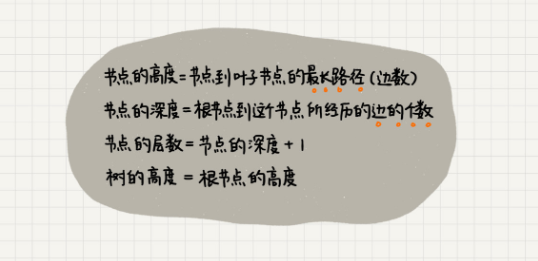 节点的高度=节点到叶子节点的最长路径(边数)
节点的深度=根节点到这个节点所经历的边的个数
节点的层数=节点的深度+1
树的高度=根节点的高度